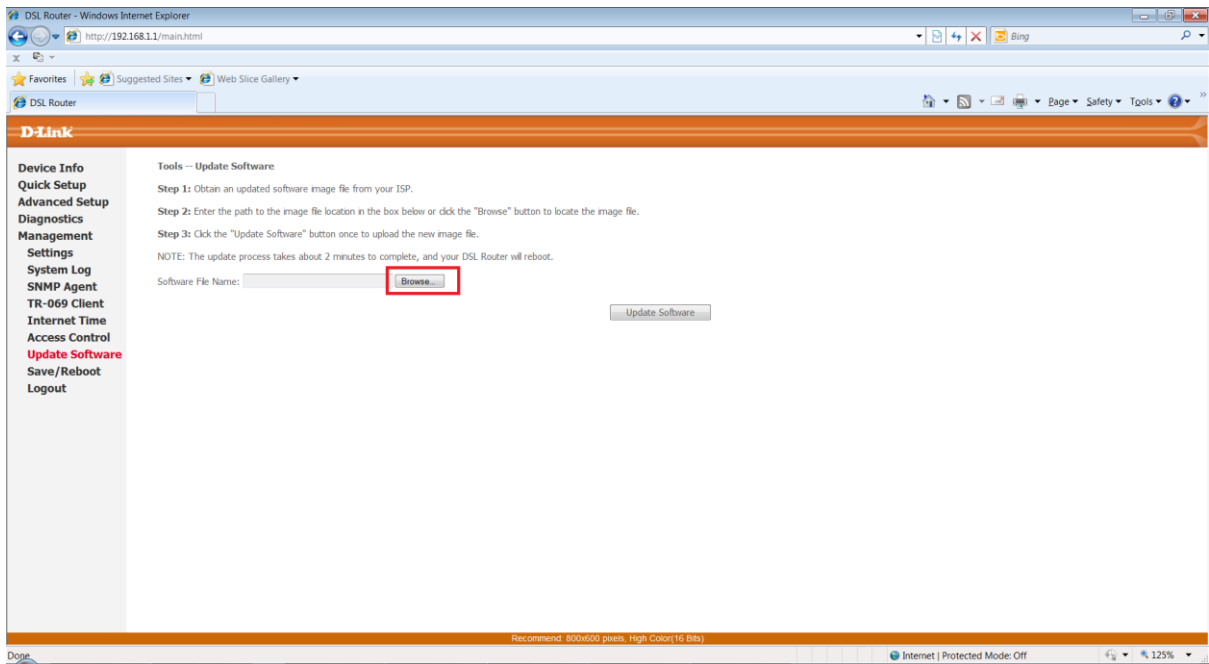 DSL Router - Windows Internet Explorer
http://192.168.1.1/main.html
Bing
x
Favorites Suggested Sites Web Slice Gallery
DSL Router
Page Safety Tools
D-Link
Device Info
Quick Setup
Advanced Setup
Diagnostics
Management
Settings
System Log
SNMP Agent
TR-069 Client
Internet Time
Access Control
Update Software
Save/Reboot
Logout
Tools -- Update Software
Step 1: Obtain an updated software image file from your ISP.
Step 2: Enter the path to the image file location in the box below or click the "Browse" button to locate the image file.
Step 3: Click the "Update Software" button once to upload the new image file.
NOTE: The update process takes about 2 minutes to complete, and your DSL Router will reboot.
Software File Name: Browse...
Update Software
Recommend: 800x600 pixels, High Color(16 Bits)
Done Internet | Protected Mode: Off 125%